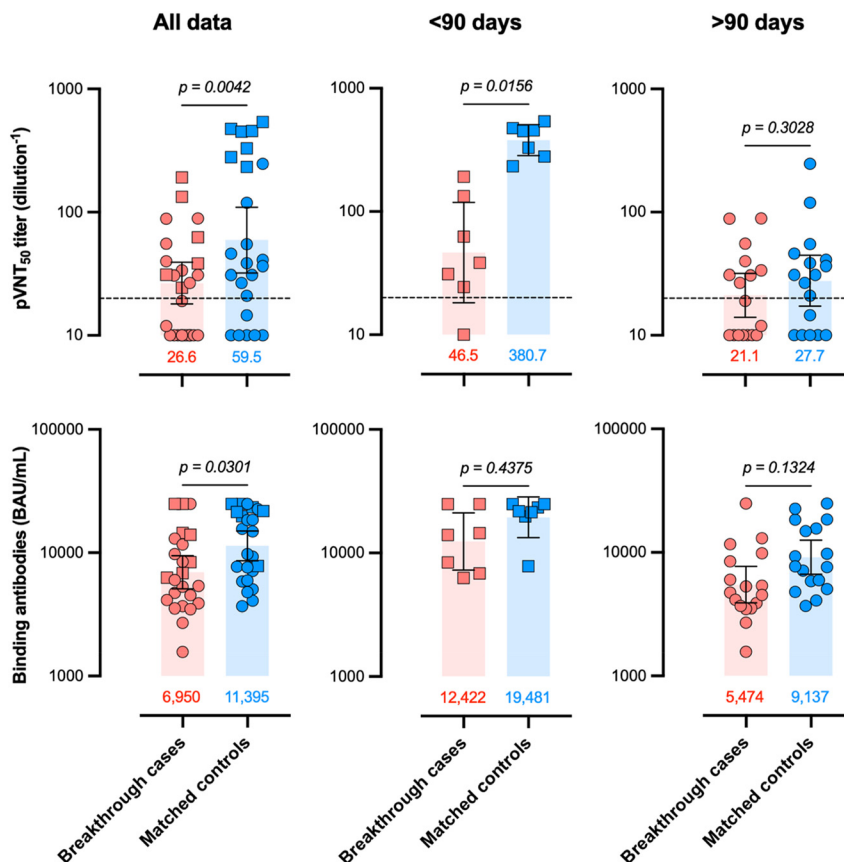 All data
<90 days
>90 days
pVNT50 titer (dilution-1)
1000
100
10
p = 0.0042
26.6
59.5
1000
100
10
p = 0.0156
46.5
380.7
1000
100
10
p = 0.3028
21.1
27.7
Binding antibodies (BAU/mL)
100000
10000
1000
p = 0.0301
6,950
11,395
100000
10000
1000
p = 0.4375
12,422
19,481
100000
10000
1000
p = 0.1324
5,474
9,137
Breakthrough cases
Matched controls
Breakthrough cases
Matched controls
Breakthrough cases
Matched controls